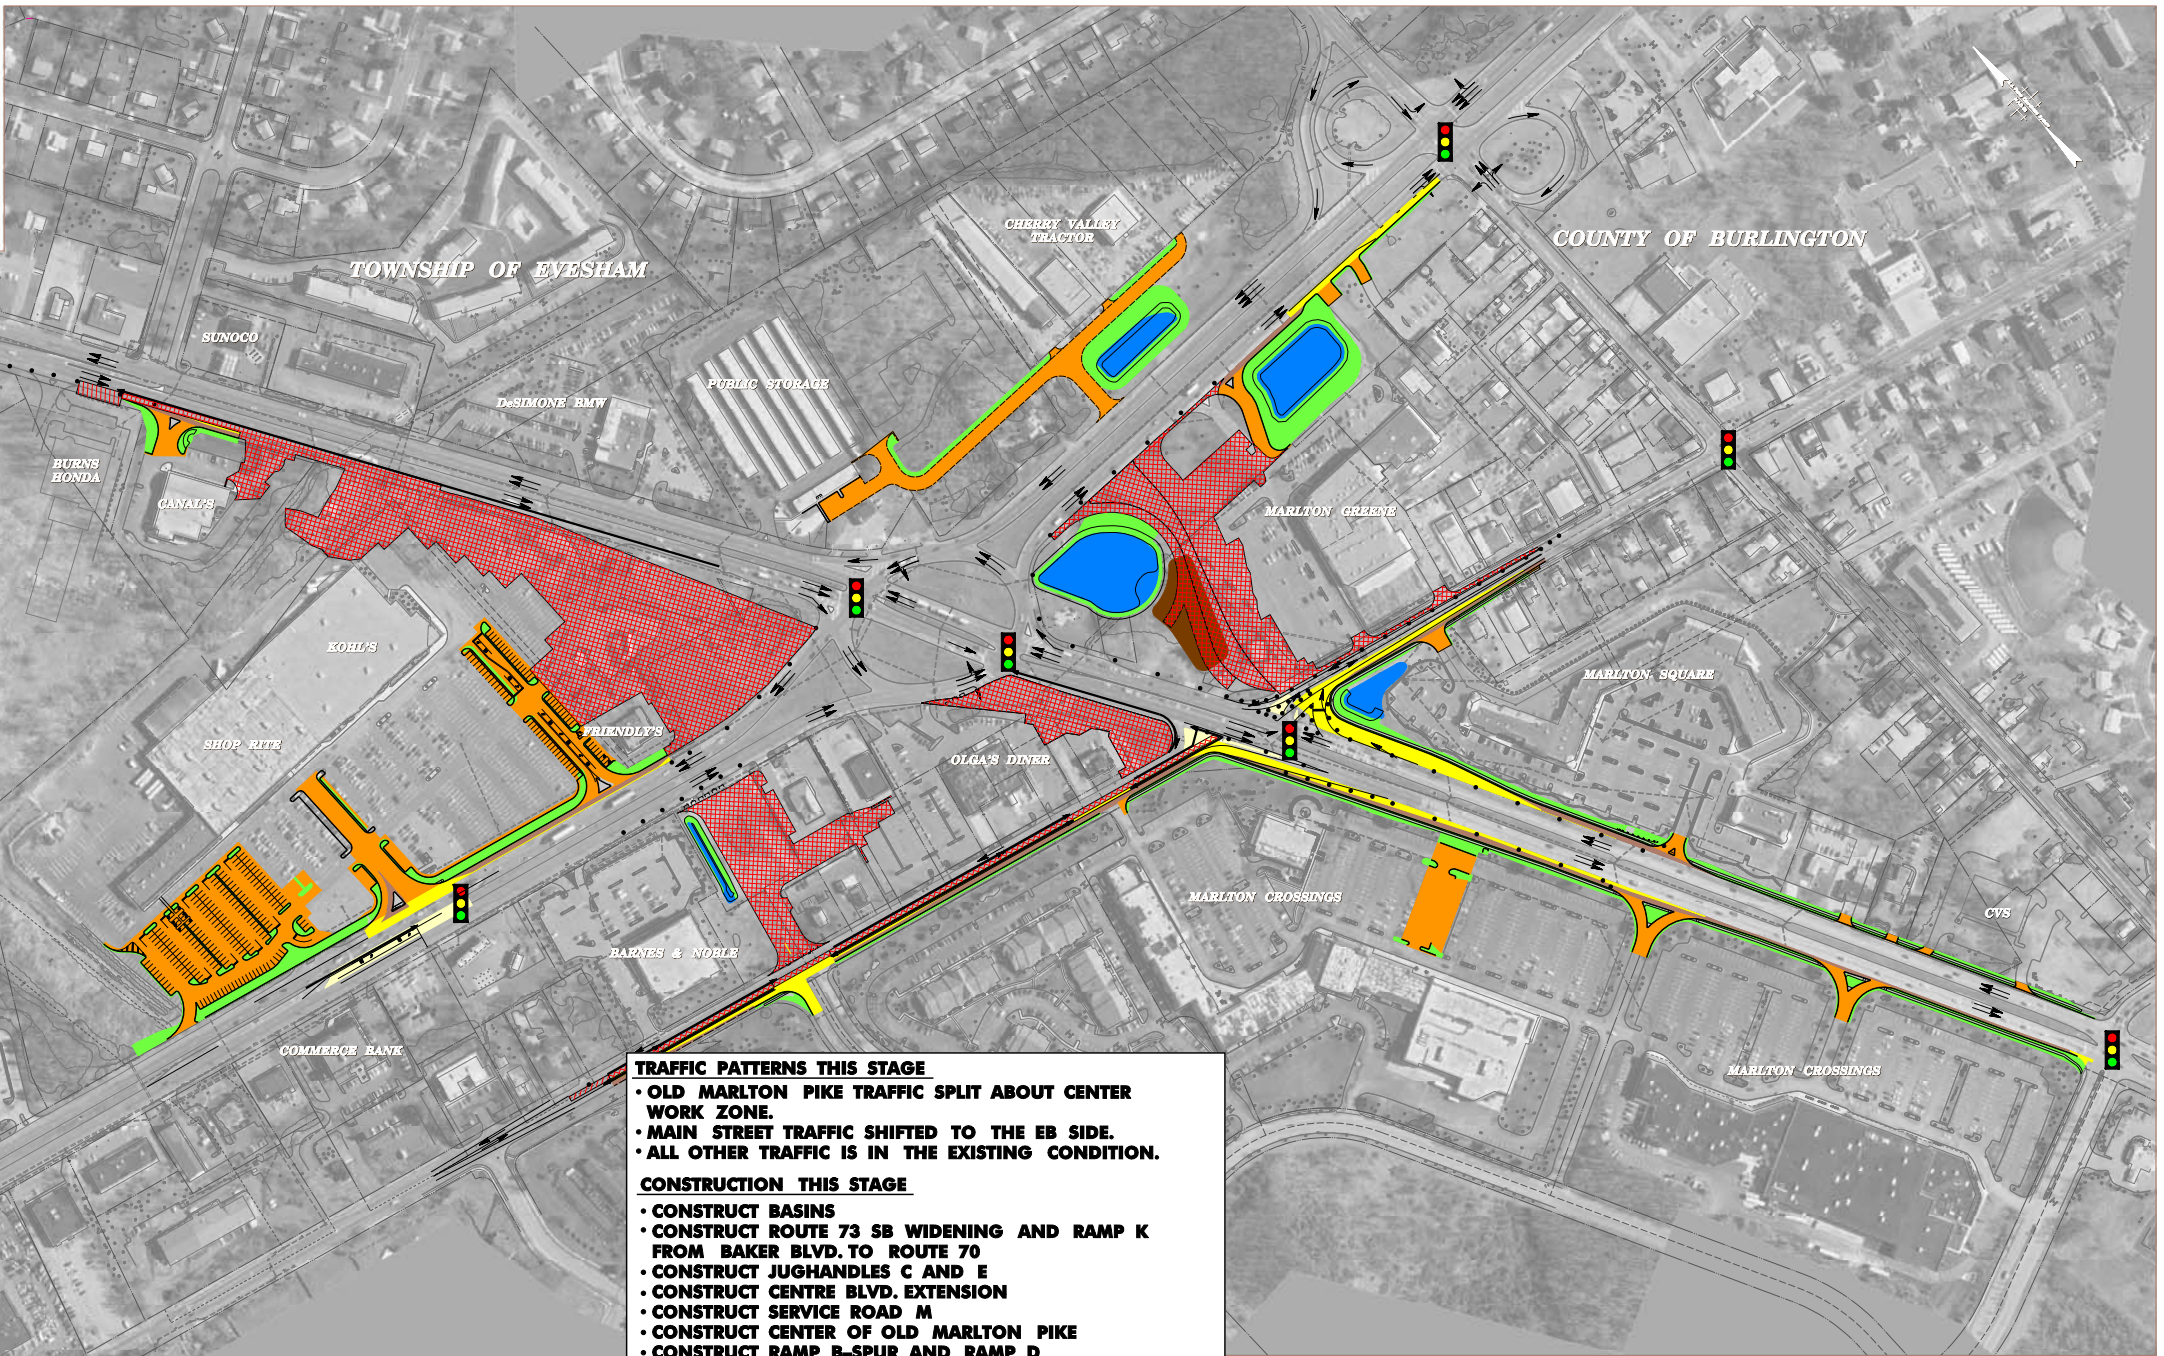 CHERRY VALLEY
TRACTOR
COUNTY OF BURLINGTON
TOWNSHIP OF EVESHAM
SUNOCO
PUBLIC STORAGE
DeSIMONE BMW
BURNS
HONDA
CANAL'S
MARLTON GREENE
KOHL'S
MARLTON SQUARE
FRIENDLY'S
SHOP RITE
OLGA'S DINER
MARLTON CROSSINGS
CVS
BARNES & NOBLE
COMMERCE BANK
MARLTON CROSSINGS
TRAFFIC PATTERNS THIS STAGE
• OLD MARLTON PIKE TRAFFIC SPLIT ABOUT CENTER
WORK ZONE.
• MAIN STREET TRAFFIC SHIFTED TO THE EB SIDE.
• ALL OTHER TRAFFIC IS IN THE EXISTING CONDITION.
CONSTRUCTION THIS STAGE
• CONSTRUCT BASINS
• CONSTRUCT ROUTE 73 SB WIDENING AND RAMP K
FROM BAKER BLVD. TO ROUTE 70
• CONSTRUCT JUGHANDLES C AND E
• CONSTRUCT CENTRE BLVD. EXTENSION
• CONSTRUCT SERVICE ROAD M
• CONSTRUCT CENTER OF OLD MARLTON PIKE
• CONSTRUCT RAMP B-SPUR AND RAMP D